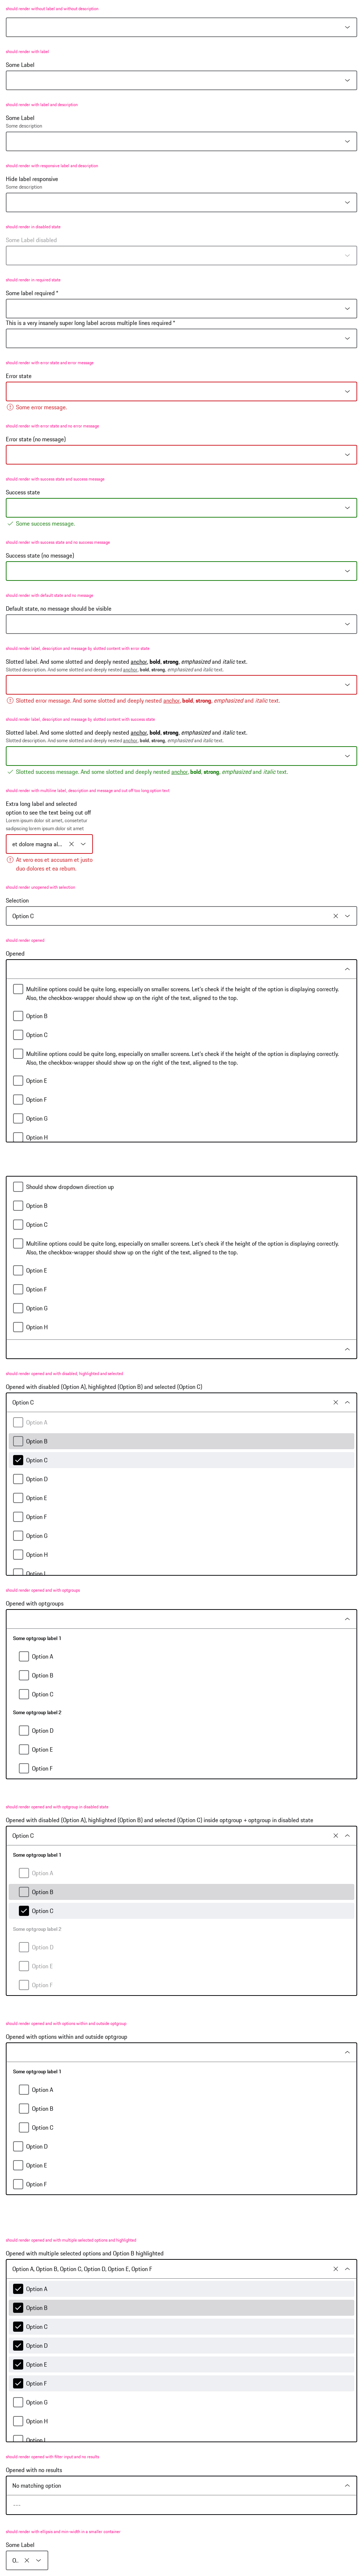 should render without label and without description
should render with label
Some Label
should render with label and description
Some Label
Some description
should render with responsive label and description
Hide label responsive
Some description
should render in disabled state
Some Label disabled
should render in required state
Some label required *
This is a very insanely super long label across multiple lines required *
should render with error state and error message
Error state
Some error message.
should render with error state and no error message
Error state (no message)
should render with success state and success message
Success state
Some success message.
should render with success state and no success message
Success state (no message)
should render with default state and no message
Default state, no message should be visible
should render label, description and message by slotted content with error state
Slotted label. And some slotted and deeply nested anchor, bold, strong, emphasized and italic text.
Slotted description. And some slotted and deeply nested anchor, bold, strong, emphasized and italic text.
Slotted error message. And some slotted and deeply nested anchor, bold, strong, emphasized and italic text.
should render label, description and message by slotted content with success state
Slotted label. And some slotted and deeply nested anchor, bold, strong, emphasized and italic text.
Slotted description. And some slotted and deeply nested anchor, bold, strong, emphasized and italic text.
Slotted success message. And some slotted and deeply nested anchor, bold, strong, emphasized and italic text.
should render with multiline label, description and message and cut off too long option text
Extra long label and selected
option to see the text being cut off
Lorem ipsum dolor sit amet, consetetur
sadipscing lorem ipsum dolor sit amet
et dolore magna al...
At vero eos et accusam et justo
duo dolores et ea rebum.
should render unopened with selection
Selection
Option C
should render opened
Opened
Multiline options could be quite long, especially on smaller screens. Let's check if the height of the option is displaying correctly.
Also, the checkbox-wrapper should show up on the right of the text, aligned to the top.
Option B
Option C
Multiline options could be quite long, especially on smaller screens. Let's check if the height of the option is displaying correctly.
Also, the checkbox-wrapper should show up on the right of the text, aligned to the top.
Option E
Option F
Option G
Option H
Should show dropdown direction up
Option B
Option C
Multiline options could be quite long, especially on smaller screens. Let's check if the height of the option is displaying correctly.
Also, the checkbox-wrapper should show up on the right of the text, aligned to the top.
Option E
Option F
Option G
Option H
should render opened and with disabled, highlighted and selected
Opened with disabled (Option A), highlighted (Option B) and selected (Option C)
Option C
Option A
Option B
Option C
Option D
Option E
Option F
Option G
Option H
Option I
should render opened and with optgroups
Opened with optgroups
Some optgroup label 1
Option A
Option B
Option C
Some optgroup label 2
Option D
Option E
Option F
should render opened and with optgroup in disabled state
Opened with disabled (Option A), highlighted (Option B) and selected (Option C) inside optgroup + optgroup in disabled state
Option C
Some optgroup label 1
Option A
Option B
Option C
Some optgroup label 2
Option D
Option E
Option F
should render opened and with options within and outside optgroup
Opened with options within and outside optgroup
Some optgroup label 1
Option A
Option B
Option C
Option D
Option E
Option F
should render opened and with multiple selected options and highlighted
Opened with multiple selected options and Option B highlighted
Option A, Option B, Option C, Option D, Option E, Option F
Option A
Option B
Option C
Option D
Option E
Option F
Option G
Option H
Option I
should render opened with filter input and no results
Opened with no results
No matching option
---
should render with ellipsis and min-width in a smaller container
Some Label
O..